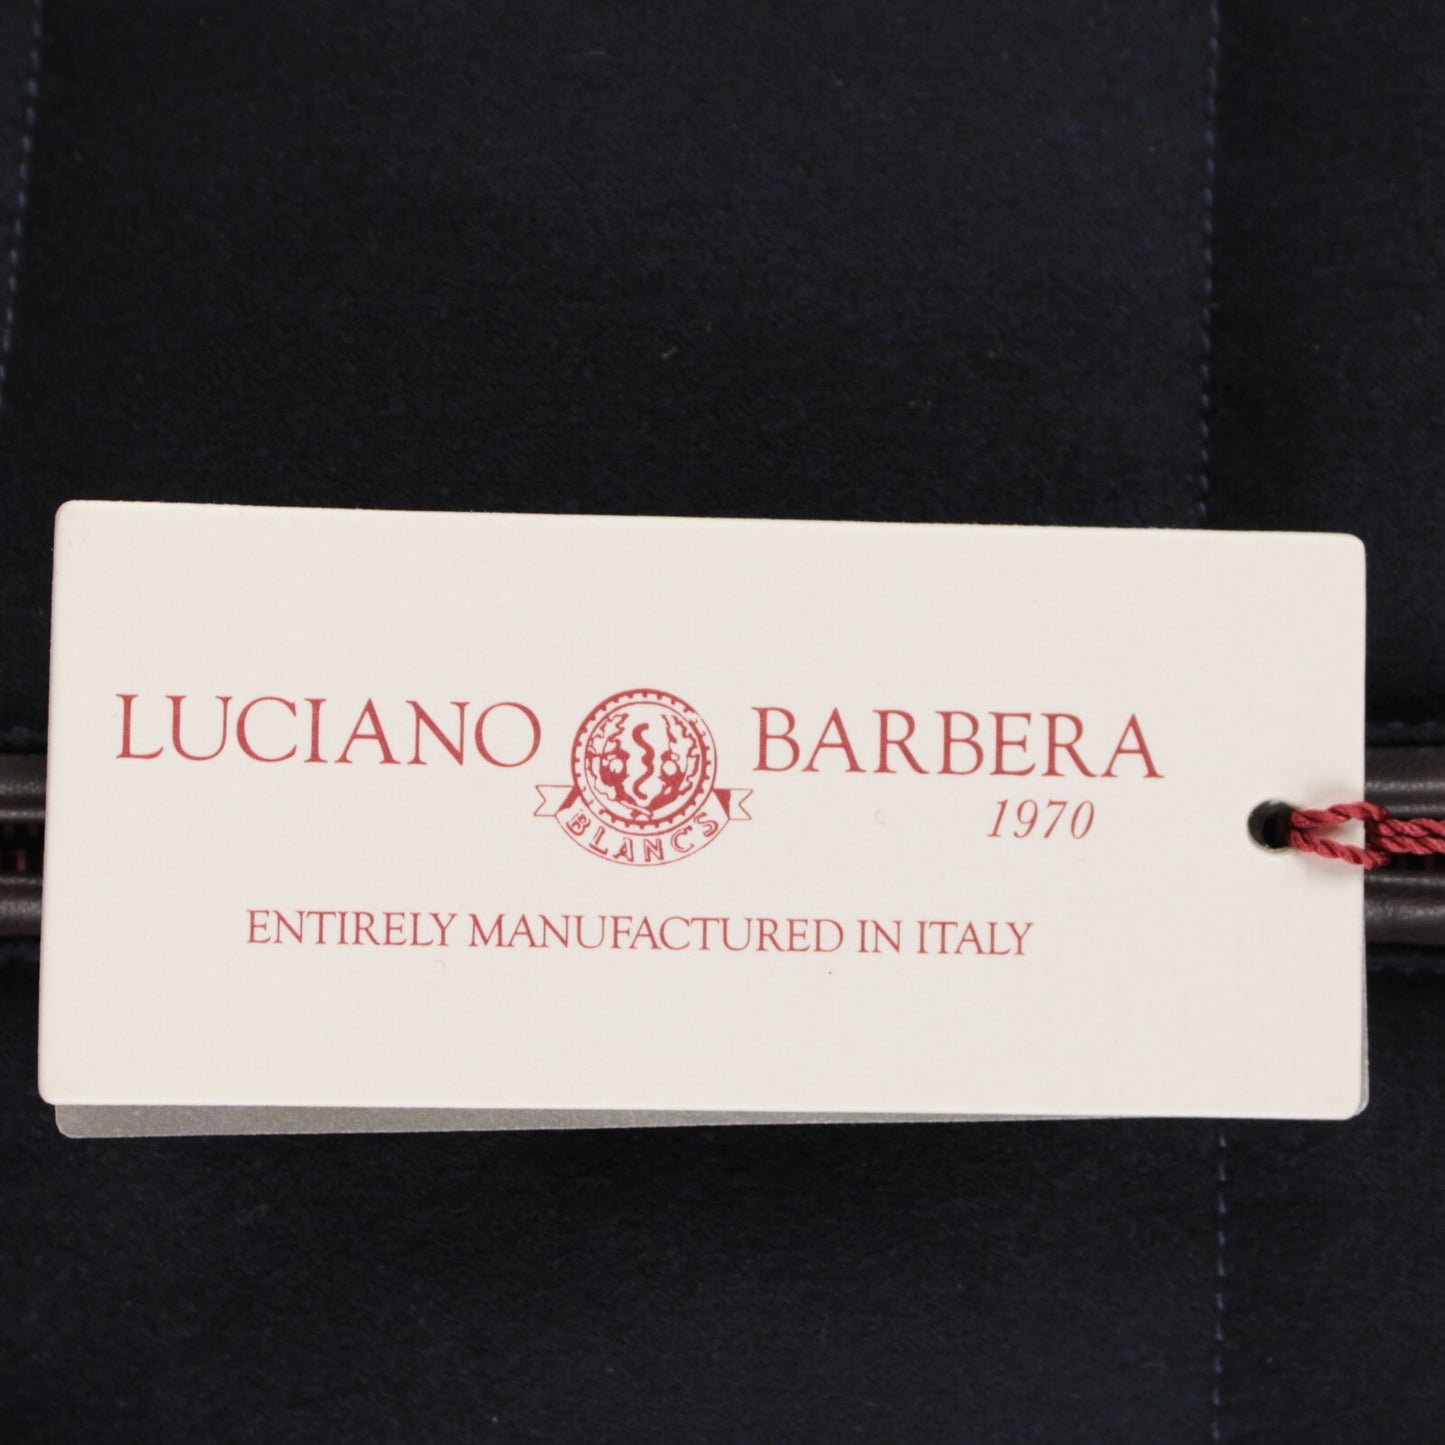 LUCIANO BARBERA
BLANCS
1970
ENTIRELY MANUFACTURED IN ITALY